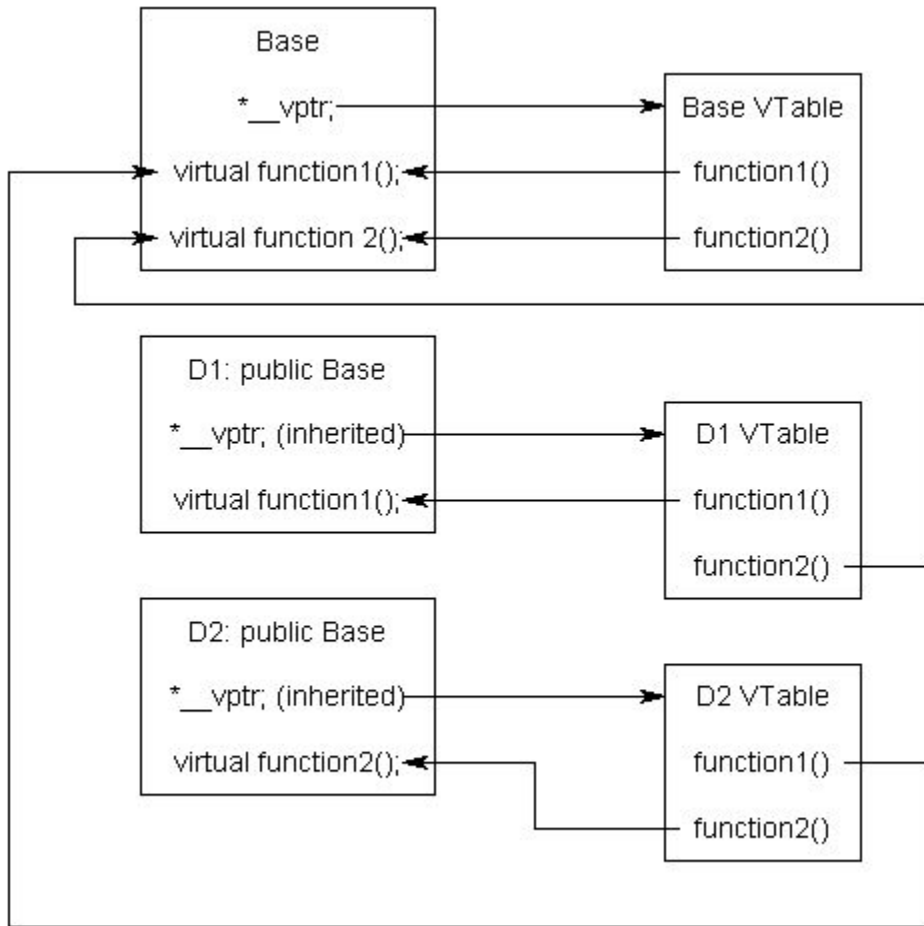 Base
*__vptr;
virtual function1();
virtual function 2();
Base VTable
function1()
function2()
D1: public Base
*__vptr; (inherited)
virtual function1();
D1 VTable
function1()
function2()
D2: public Base
*__vptr; (inherited)
virtual function2();
D2 VTable
function1()
function2()